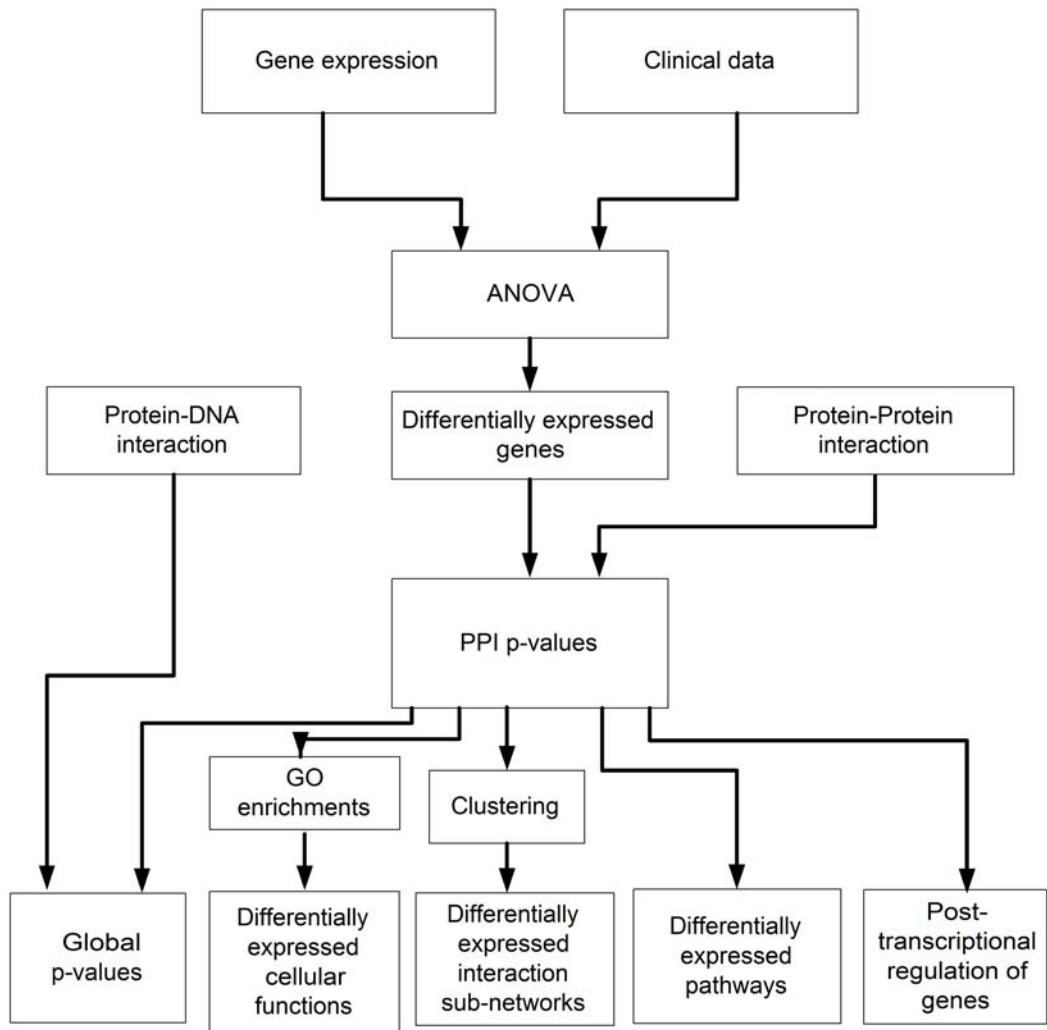 Gene expression
Clinical data
ANOVA
Protein-DNA
interaction
Differentially expressed
genes
Protein-Protein
interaction
PPI p-values
GO
enrichments
Clustering
Global
p-values
Differentially
expressed
cellular
functions
Differentially
expressed
interaction
sub-networks
Differentially
expressed
pathways
Post-
transcriptional
regulation of
genes